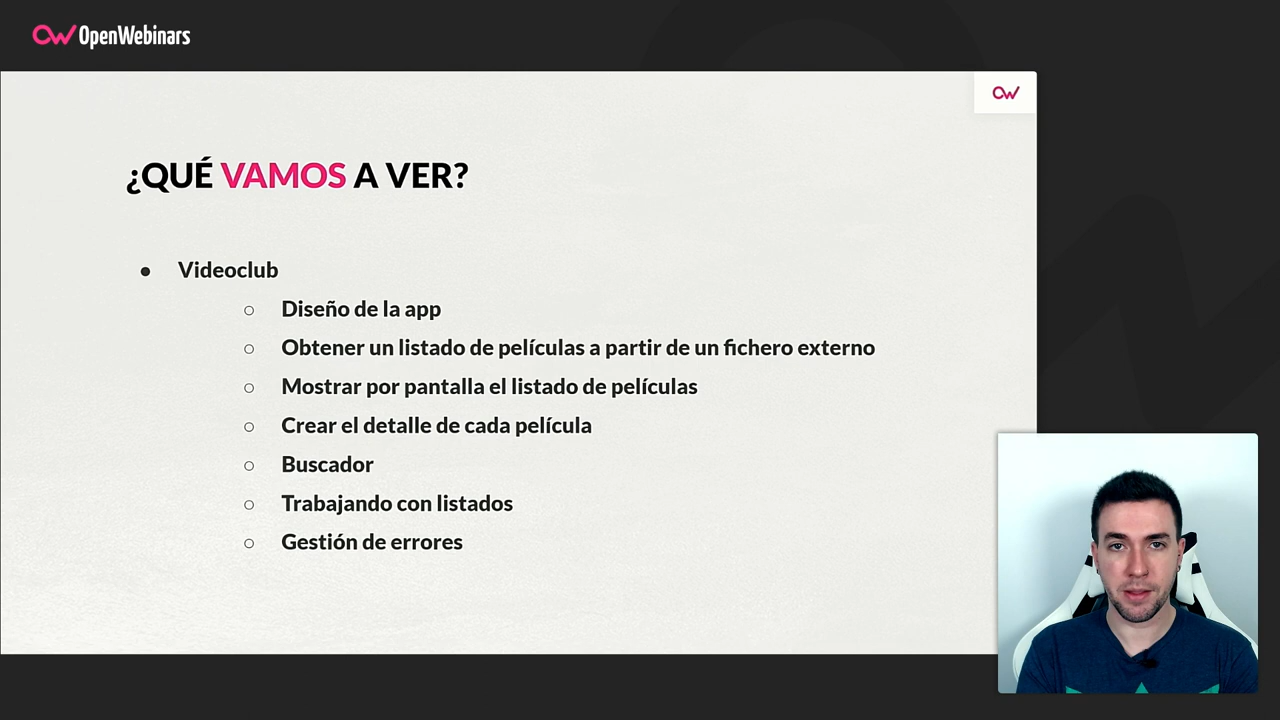 OpenWebinars
¿QUÉ VAMOS A VER?
● Videoclub
○ Diseño de la app
○ Obtener un listado de películas a partir de un fichero externo
○ Mostrar por pantalla el listado de películas
○ Crear el detalle de cada película
○ Buscador
○ Trabajando con listados
○ Gestión de errores